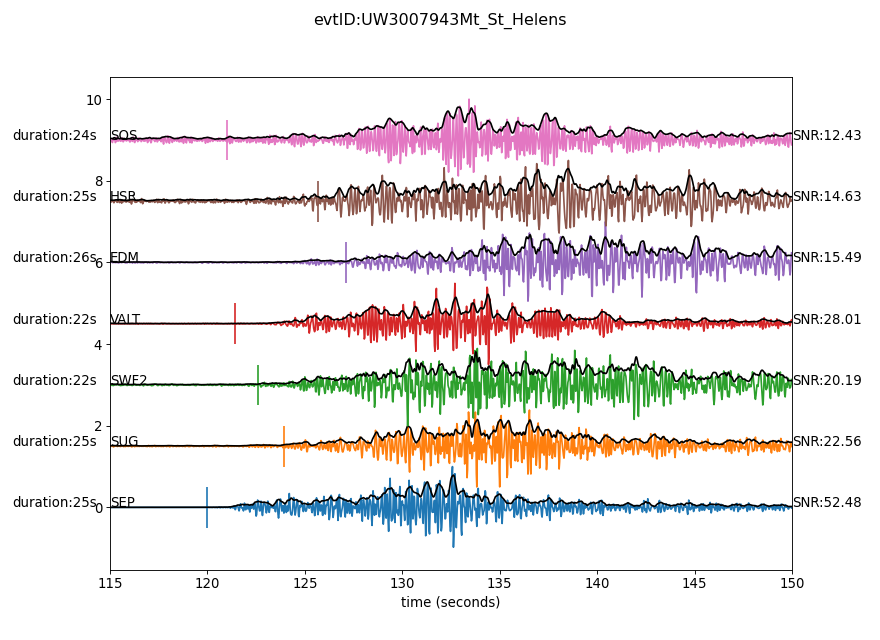 evtID:UW3007943Mt_St_Helens
10
duration:24s SOS SNR:12.43
8
duration:25s HSR SNR:14.63
duration:26s EDM SNR:15.49
6
duration:22s VALT SNR:28.01
4
duration:22s SWF2 SNR:20.19
2
duration:25s SUG SNR:22.56
duration:25s SEP SNR:52.48
0
115 120 125 130 135 140 145 150
time (seconds)